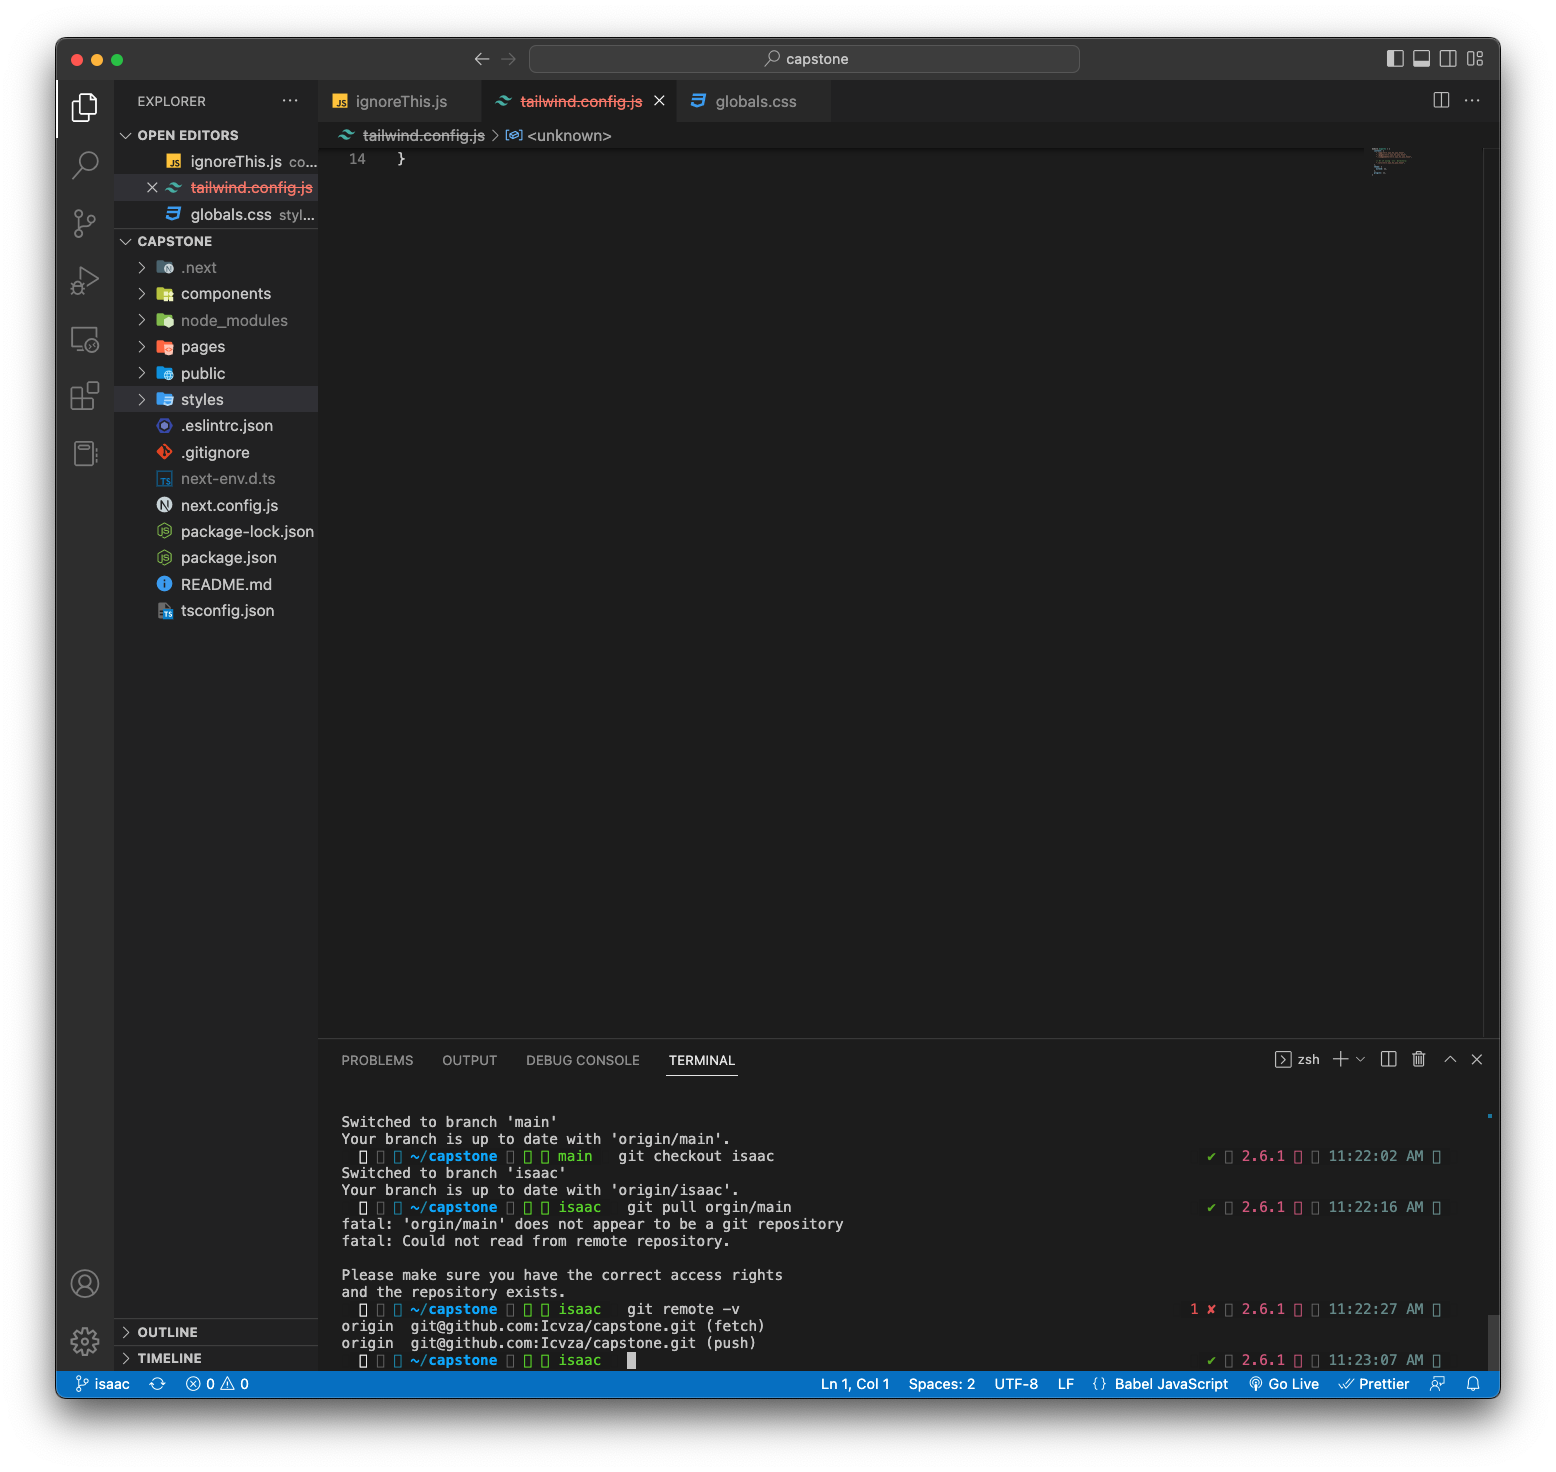 capstone
EXPLORER
OPEN EDITORS
ignoreThis.js co...
tailwind.config.js
globals.css styl...
CAPSTONE
.next
components
node_modules
pages
public
styles
.eslintrc.json
.gitignore
next-env.d.ts
next.config.js
package-lock.json
package.json
README.md
tsconfig.json
OUTLINE
TIMELINE
ignoreThis.js
tailwind.config.js
globals.css
tailwind.config.js > <unknown>
14 }
PROBLEMS OUTPUT DEBUG CONSOLE TERMINAL
zsh
Switched to branch 'main'
Your branch is up to date with 'origin/main'.
~/capstone main git checkout isaac ✔ 2.6.1 11:22:02 AM
Switched to branch 'isaac'
Your branch is up to date with 'origin/isaac'.
~/capstone isaac git pull orgin/main ✔ 2.6.1 11:22:16 AM
fatal: 'orgin/main' does not appear to be a git repository
fatal: Could not read from remote repository.
Please make sure you have the correct access rights
and the repository exists.
~/capstone isaac git remote -v 1 ✘ 2.6.1 11:22:27 AM
origin git@github.com:Icvza/capstone.git (fetch)
origin git@github.com:Icvza/capstone.git (push)
~/capstone isaac ✔ 2.6.1 11:23:07 AM
isaac 0 0 Ln 1, Col 1 Spaces: 2 UTF-8 LF {} Babel JavaScript Go Live Prettier